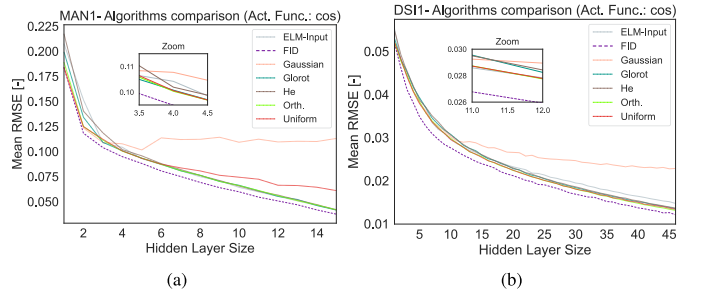 MAN1- Algorithms comparison (Act. Func.: cos)
Mean RMSE [-]
0.225
0.200
0.175
0.150
0.125
0.100
0.075
0.050
Zoom
0.11
0.10
3.5 4.0 4.5
ELM-Input
FID
Gaussian
Glorot
He
Orth.
Uniform
2 4 6 8 10 12 14
Hidden Layer Size
(a)
DSI1- Algorithms comparison (Act. Func.: cos)
Mean RMSE [-]
0.05
0.04
0.03
0.02
0.01
Zoom
0.030
0.028
0.026
11.0 11.5 12.0
ELM-Input
FID
Gaussian
Glorot
He
Orth.
Uniform
5 10 15 20 25 30 35 40 45
Hidden Layer Size
(b)